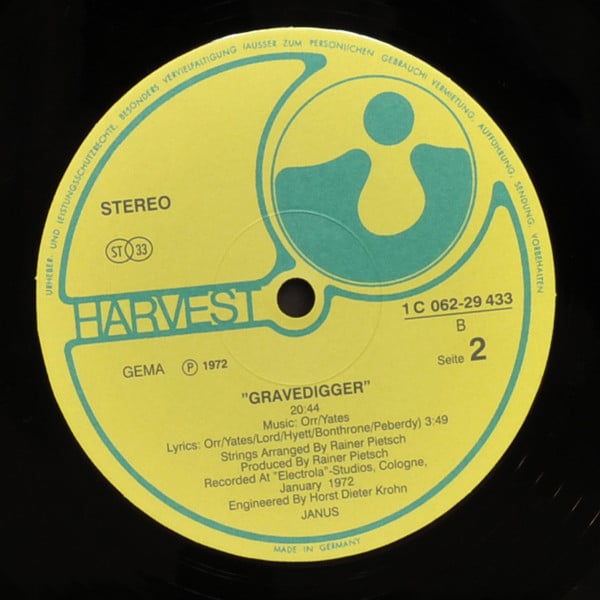 URHEBER- UND LEISTUNGSSCHUTZRECHTE, BESONDERS VERVIELFÄLTIGUNG (AUSSER ZUM PERSÖNLICHEN GEBRAUCH) VERMIETUNG, AUFFÜHRUNG, SENDUNG, VORBEHALTEN
STEREO
ST 33
HARVEST
1 C 062-29 433
B
Seite 2
GEMA ℗ 1972
"GRAVEDIGGER"
20:44
Music: Orr/Yates
Lyrics: Orr/Yates/Lord/Hyett/Bonthrone/Peberdy) 3:49
Strings Arranged By Rainer Pietsch
Produced By Rainer Pietsch
Recorded At "Electrola"-Studios, Cologne,
January 1972
Engineered By Horst Dieter Krohn
JANUS
MADE IN GERMANY